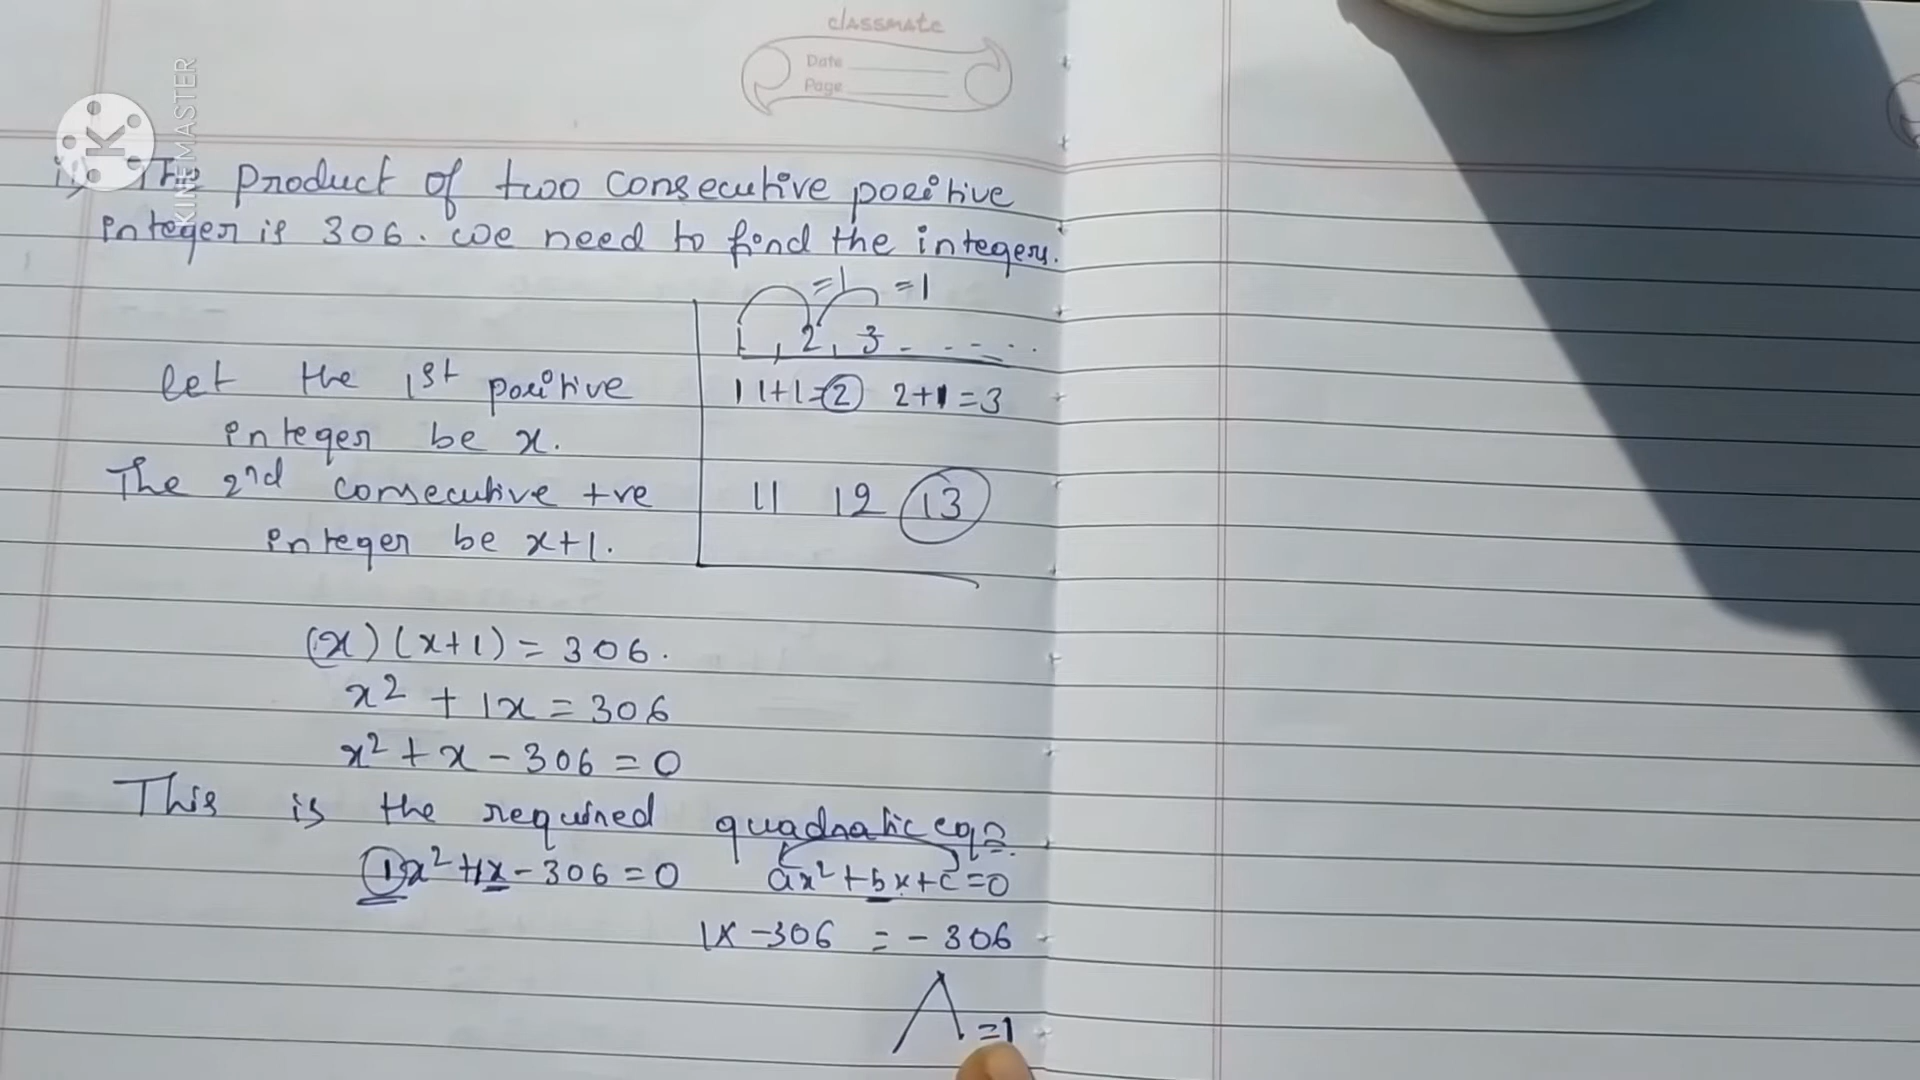 classmate
Date
Page
KINEMASTER
The product of two consecutive positive
integer is 306. We need to find the integers.
=1 =1
1, 2, 3 - - - - - ..
Let the 1st positive
1 1+1=2 2+1=3
integer be x.
The 2nd consecutive +ve
11 12 13
integer be x+1.
(x) (x+1) = 306.
x² + 1x = 306
x² + x - 306 = 0
This is the required quadratic eqn.
1x² + 1x - 306 = 0 ax² + bx + c = 0
1x -306 = - 306
=1